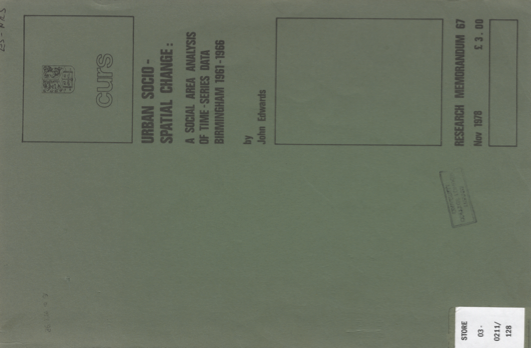 curs
URBAN SOCIO-
SPATIAL CHANGE:
A SOCIAL AREA ANALYSIS
OF TIME-SERIES DATA
BIRMINGHAM 1961-1966
by
John Edwards
RESEARCH MEMORANDUM 67
Nov 1978 £3.00
STORE
03-
0211/
128